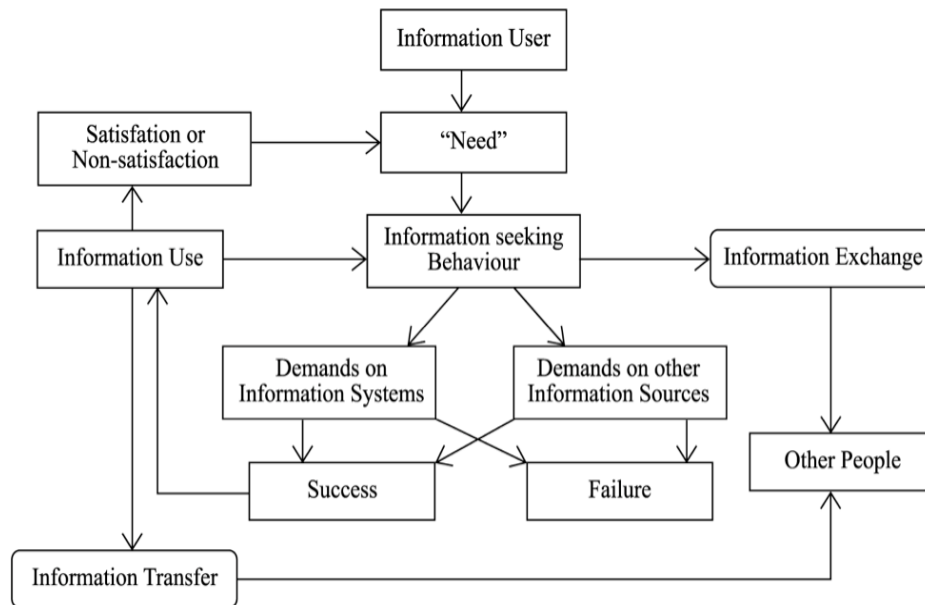 Information User
Satisfation or
Non-satisfaction
“Need”
Information Use
Information seeking
Behaviour
Information Exchange
Demands on
Information Systems
Demands on other
Information Sources
Success
Failure
Other People
Information Transfer